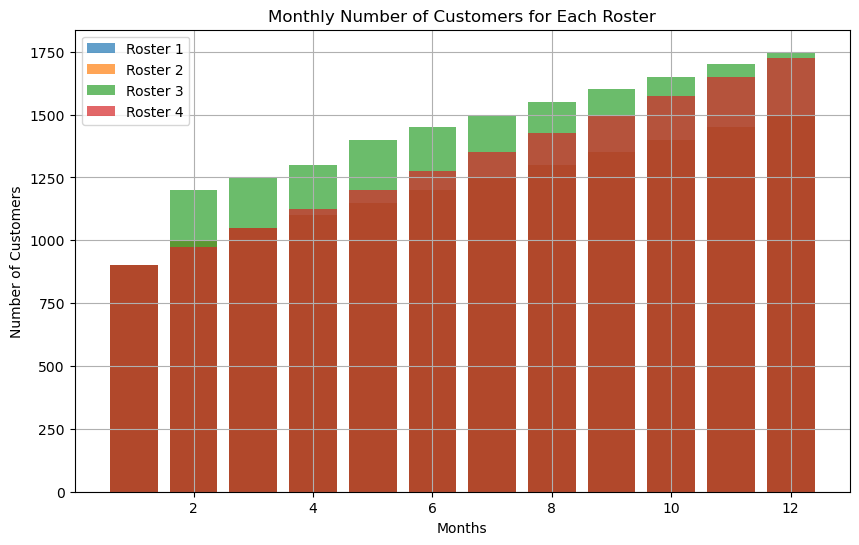 Monthly Number of Customers for Each Roster
Roster 1
Roster 2
Roster 3
Roster 4
Number of Customers
1750
1500
1250
1000
750
500
250
0
2 4 6 8 10 12
Months